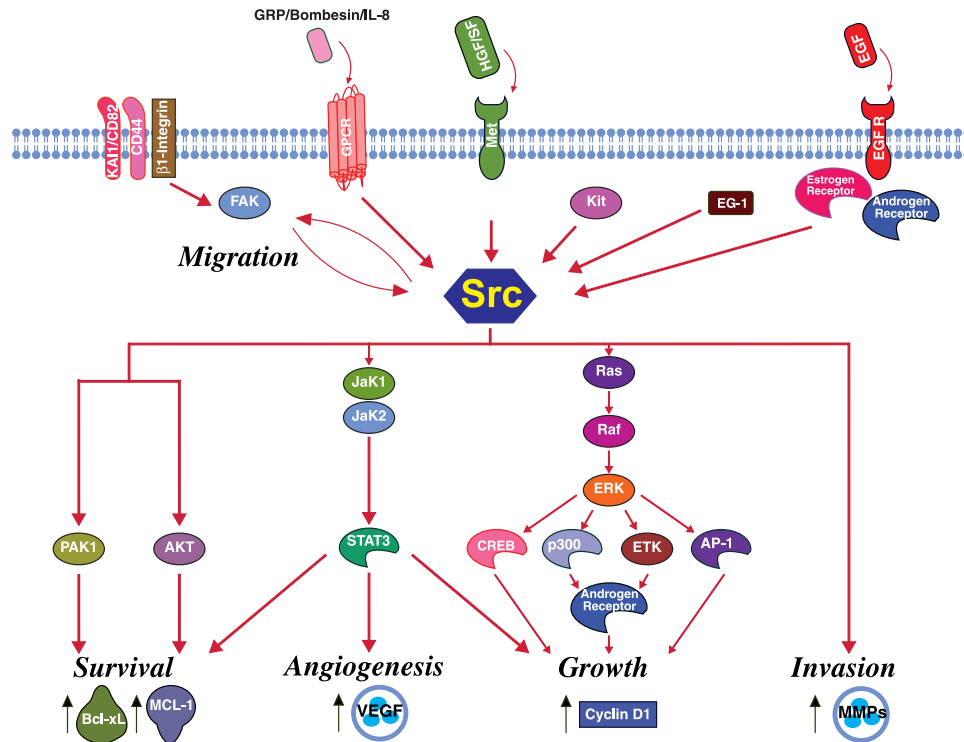 GRP/Bombesin/IL-8
HGF/SF
EGF
KAI1/CD82
CD44
β1-Integrin
GPCR
Met
EGF R
FAK
Kit
EG-1
Estrogen
Receptor
Androgen
Receptor
Migration
Src
JaK1
JaK2
Ras
Raf
ERK
PAK1
AKT
STAT3
CREB
p300
ETK
AP-1
Androgen
Receptor
Survival
Angiogenesis
Growth
Invasion
Bcl-xL
MCL-1
VEGF
Cyclin D1
MMPs